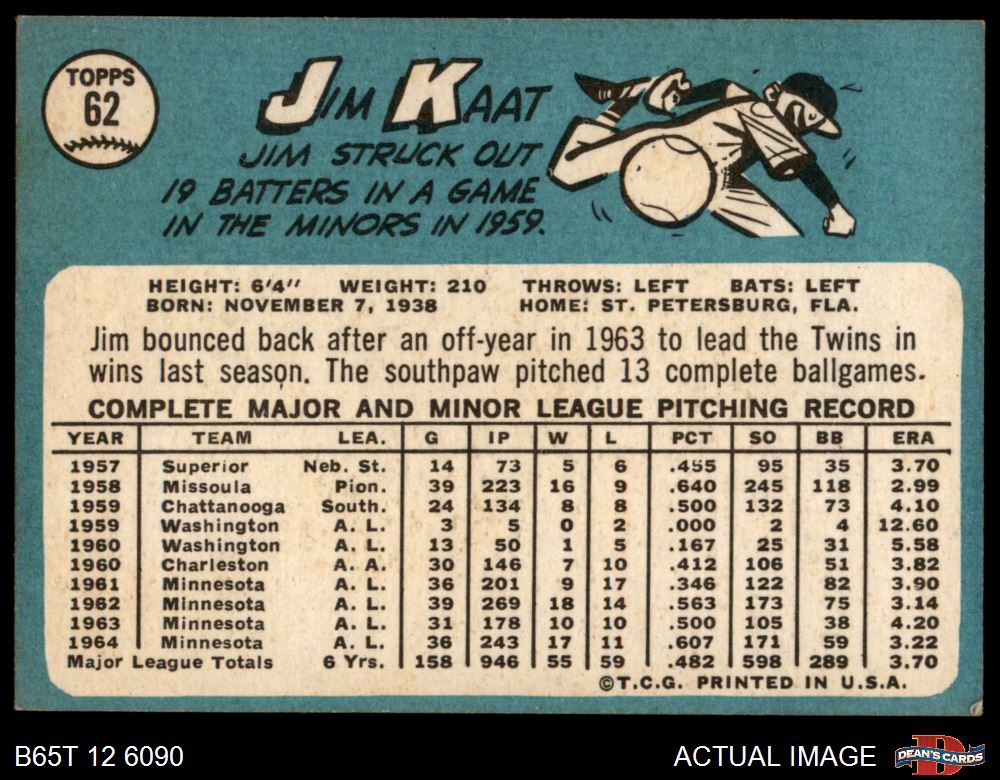 TOPPS
62
JIM KAAT
JIM STRUCK OUT
19 BATTERS IN A GAME
IN THE MINORS IN 1959.
HEIGHT: 6'4" WEIGHT: 210 THROWS: LEFT BATS: LEFT
BORN: NOVEMBER 7, 1938 HOME: ST. PETERSBURG, FLA.
Jim bounced back after an off-year in 1963 to lead the Twins in
wins last season. The southpaw pitched 13 complete ballgames.
COMPLETE MAJOR AND MINOR LEAGUE PITCHING RECORD
YEAR TEAM LEA. G IP W L PCT SO BB ERA
1957 Superior Neb. St. 14 73 5 6 .455 95 35 3.70
1958 Missoula Pion. 39 223 16 9 .640 245 118 2.99
1959 Chattanooga South. 24 134 8 8 .500 132 73 4.10
1959 Washington A. L. 3 5 0 2 .000 2 4 12.60
1960 Washington A. L. 13 50 1 5 .167 25 31 5.58
1960 Charleston A. A. 30 146 7 10 .412 106 51 3.82
1961 Minnesota A. L. 36 201 9 17 .346 122 82 3.90
1962 Minnesota A. L. 39 269 18 14 .563 173 75 3.14
1963 Minnesota A. L. 31 178 10 10 .500 105 38 4.20
1964 Minnesota A. L. 36 243 17 11 .607 171 59 3.22
Major League Totals 6 Yrs. 158 946 55 59 .482 598 289 3.70
©T.C.G. PRINTED IN U.S.A.
B65T 12 6090
ACTUAL IMAGE
D
DEAN'S CARDS